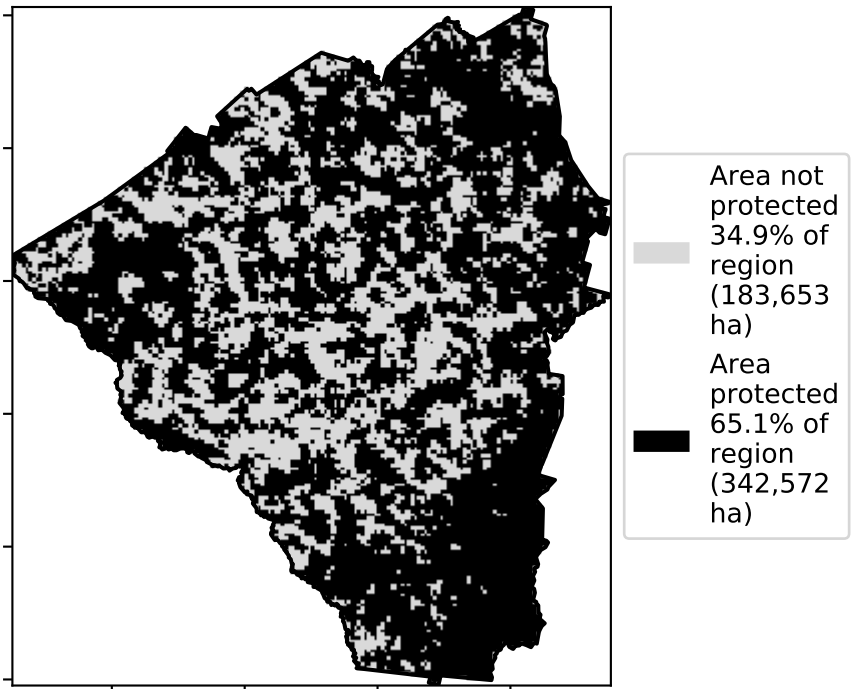 Area not
protected
34.9% of
region
(183,653
ha)
Area
protected
65.1% of
region
(342,572
ha)